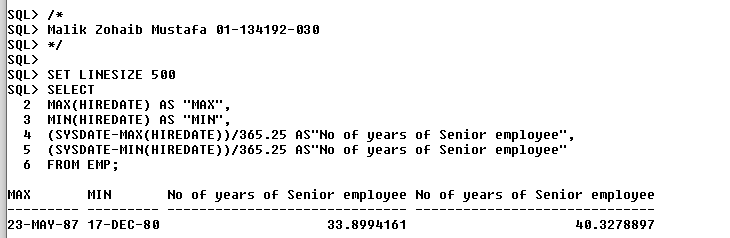 SQL> /*
SQL> Malik Zohaib Mustafa 01-134192-030
SQL> */
SQL>
SQL> SET LINESIZE 500
SQL> SELECT
  2  MAX(HIREDATE) AS "MAX",
  3  MIN(HIREDATE) AS "MIN",
  4  (SYSDATE-MAX(HIREDATE))/365.25 AS"No of years of Senior employee",
  5  (SYSDATE-MIN(HIREDATE))/365.25 AS"No of years of Senior employee"
  6  FROM EMP;
MAX       MIN       No of years of Senior employee No of years of Senior employee
--------- --------- ------------------------------ ------------------------------
23-MAY-87 17-DEC-80                     33.8994161                     40.3278897